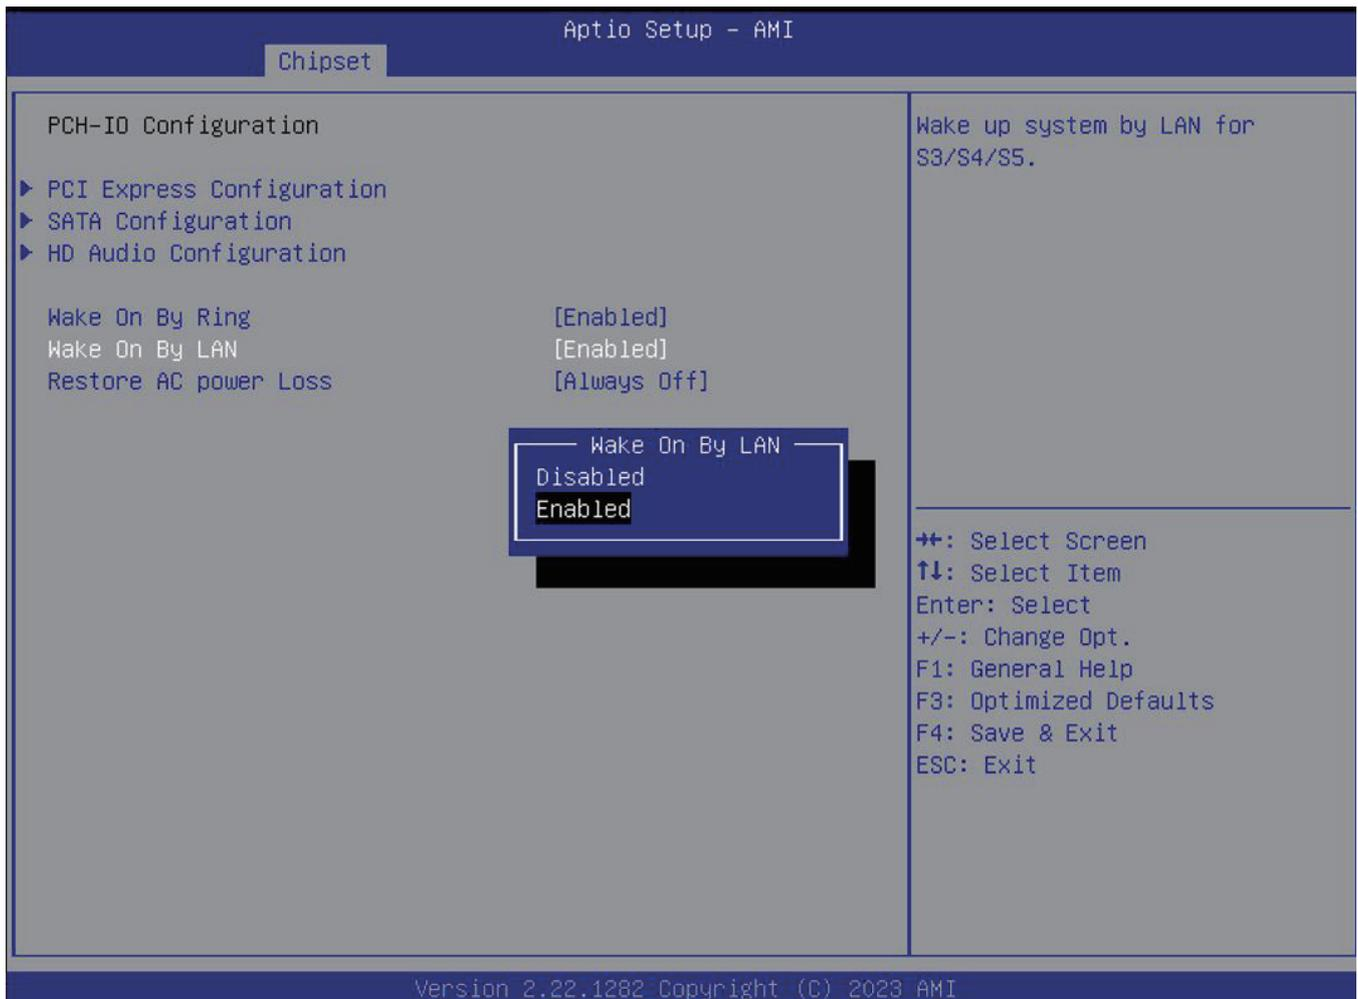 Aptio Setup - AMI
Chipset
PCH-IO Configuration
PCI Express Configuration
SATA Configuration
HD Audio Configuration
Wake On By Ring [Enabled]
Wake On By LAN [Enabled]
Restore AC power Loss [Always Off]
Wake On By LAN
Disabled
Enabled
Wake up system by LAN for
S3/S4/S5.
→←: Select Screen
↑↓: Select Item
Enter: Select
+/-: Change Opt.
F1: General Help
F3: Optimized Defaults
F4: Save & Exit
ESC: Exit
Version 2.22.1282 Copyright (C) 2023 AMI